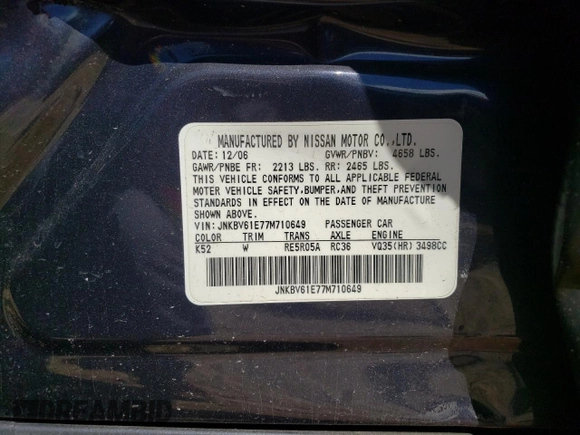 MANUFACTURED BY NISSAN MOTOR CO.,LTD.
DATE: 12/06 GVWR/PNBV: 4658 LBS.
GAWR/PNBE FR: 2213 LBS. RR: 2465 LBS.
THIS VEHICLE CONFORMS TO ALL APPLICABLE FEDERAL
MOTOR VEHICLE SAFETY,BUMPER,AND THEFT PREVENTION
STANDARDS IN EFFECT ON THE DATE OF MANUFACTURE
SHOWN ABOVE.
VIN: JNKBV61E77M710649 PASSENGER CAR
COLOR TRIM TRANS AXLE ENGINE
K52 W RE5R05A RC36 VQ35(HR) 3498CC
JNKBV61E77M710649
DREAMBID